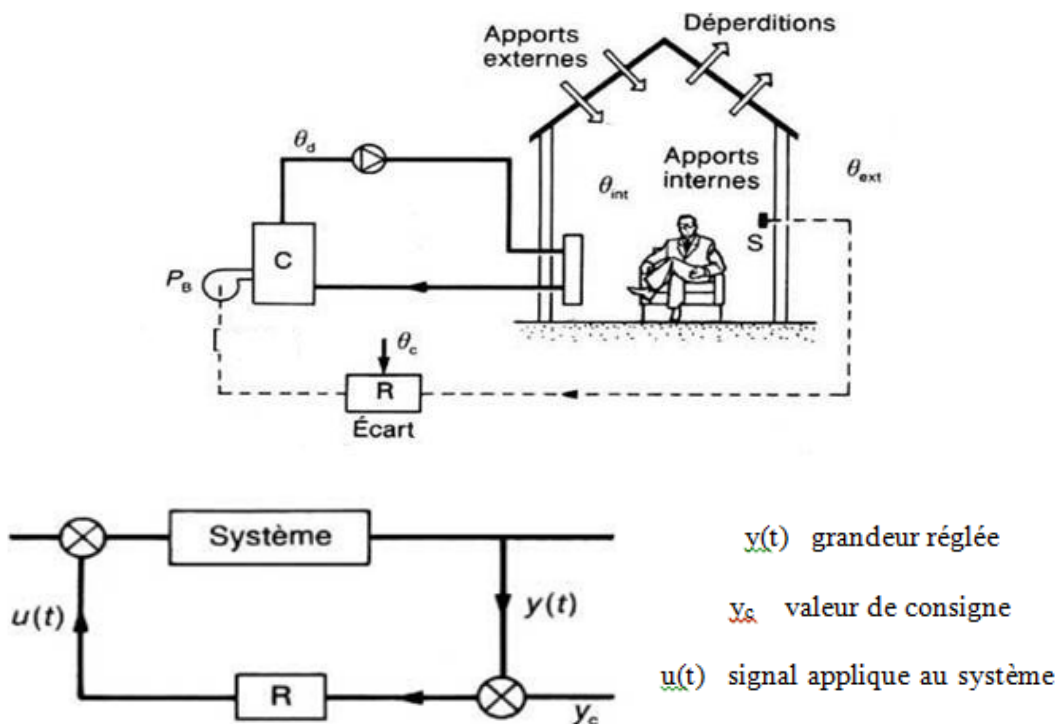 Apports
externes
Déperditions
θd
Apports
internes
θint
θext
S
C
PB
θc
R
Écart
Système
u(t)
y(t)
R
yc
y(t) grandeur réglée
yc valeur de consigne
u(t) signal applique au système